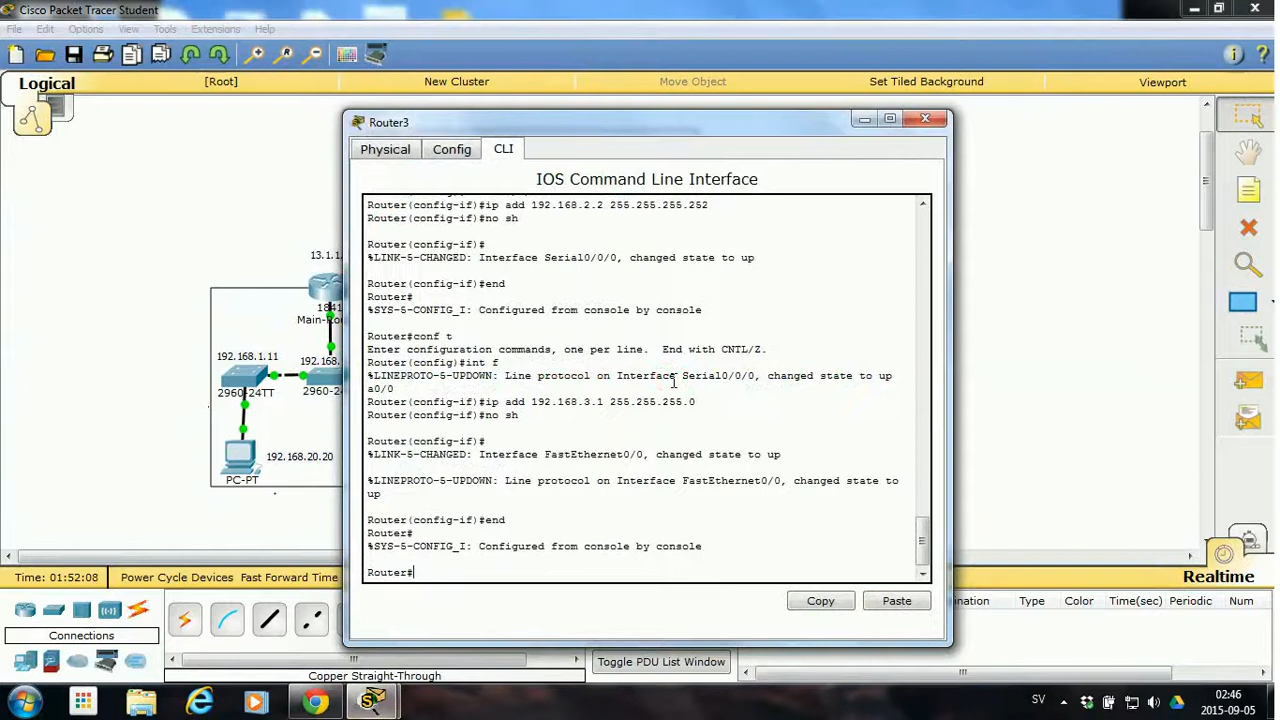 Cisco Packet Tracer Student
File Edit Options View Tools Extensions Help
Logical [Root] New Cluster Move Object Set Tiled Background Viewport
Router3
Physical Config CLI
IOS Command Line Interface
Router(config-if)#ip add 192.168.2.2 255.255.255.252
Router(config-if)#no sh
Router(config-if)#
%LINK-5-CHANGED: Interface Serial0/0/0, changed state to up
Router(config-if)#end
Router#
%SYS-5-CONFIG_I: Configured from console by console
Router#conf t
Enter configuration commands, one per line.  End with CNTL/Z.
Router(config)#int f
%LINEPROTO-5-UPDOWN: Line protocol on Interface Serial0/0/0, changed state to up
a0/0
Router(config-if)#ip add 192.168.3.1 255.255.255.0
Router(config-if)#no sh
Router(config-if)#
%LINK-5-CHANGED: Interface FastEthernet0/0, changed state to up
%LINEPROTO-5-UPDOWN: Line protocol on Interface FastEthernet0/0, changed state to
up
Router(config-if)#end
Router#
%SYS-5-CONFIG_I: Configured from console by console
Router#
Copy Paste
13.1.1
1841
Main-Ro
192.168.1.11
2960-24TT 2960-24
192.168.20.20
PC-PT
Time: 01:52:08 Power Cycle Devices Fast Forward Time Realtime
Connections
Copper Straight-Through
Toggle PDU List Window
ination Type Color Time(sec) Periodic Num
SV 02:46
2015-09-05